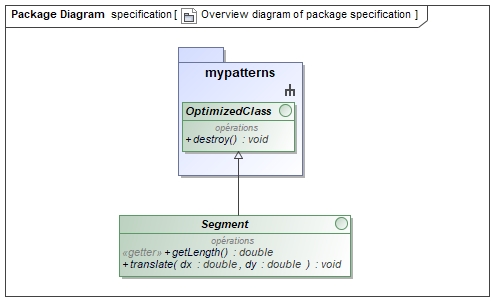 Package Diagram specification [ Overview diagram of package specification ]
mypatterns
OptimizedClass
opérations
+ destroy() : void
Segment
opérations
«getter» + getLength() : double
+ translate( dx : double, dy : double ) : void